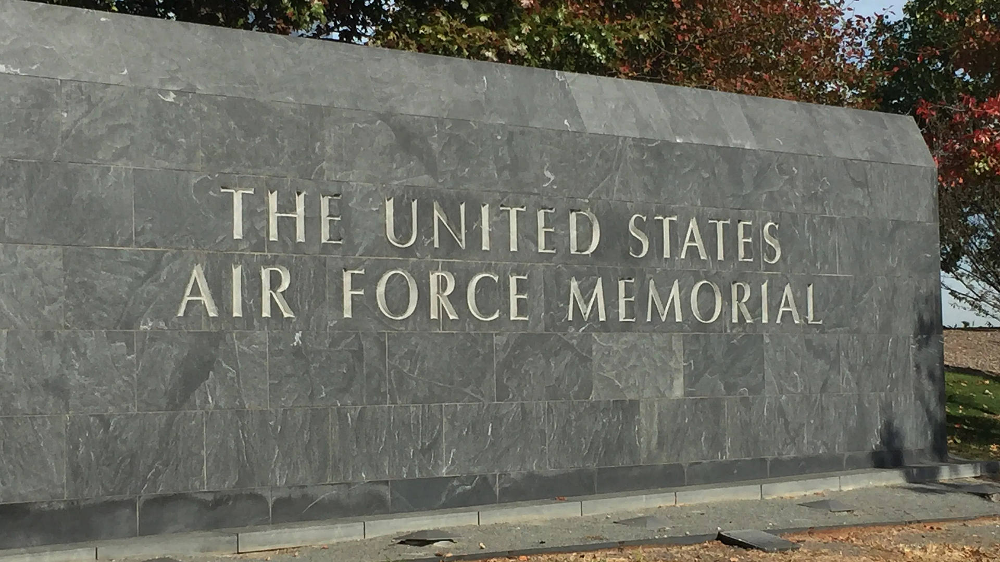 THE UNITED STATES
AIR FORCE MEMORIAL